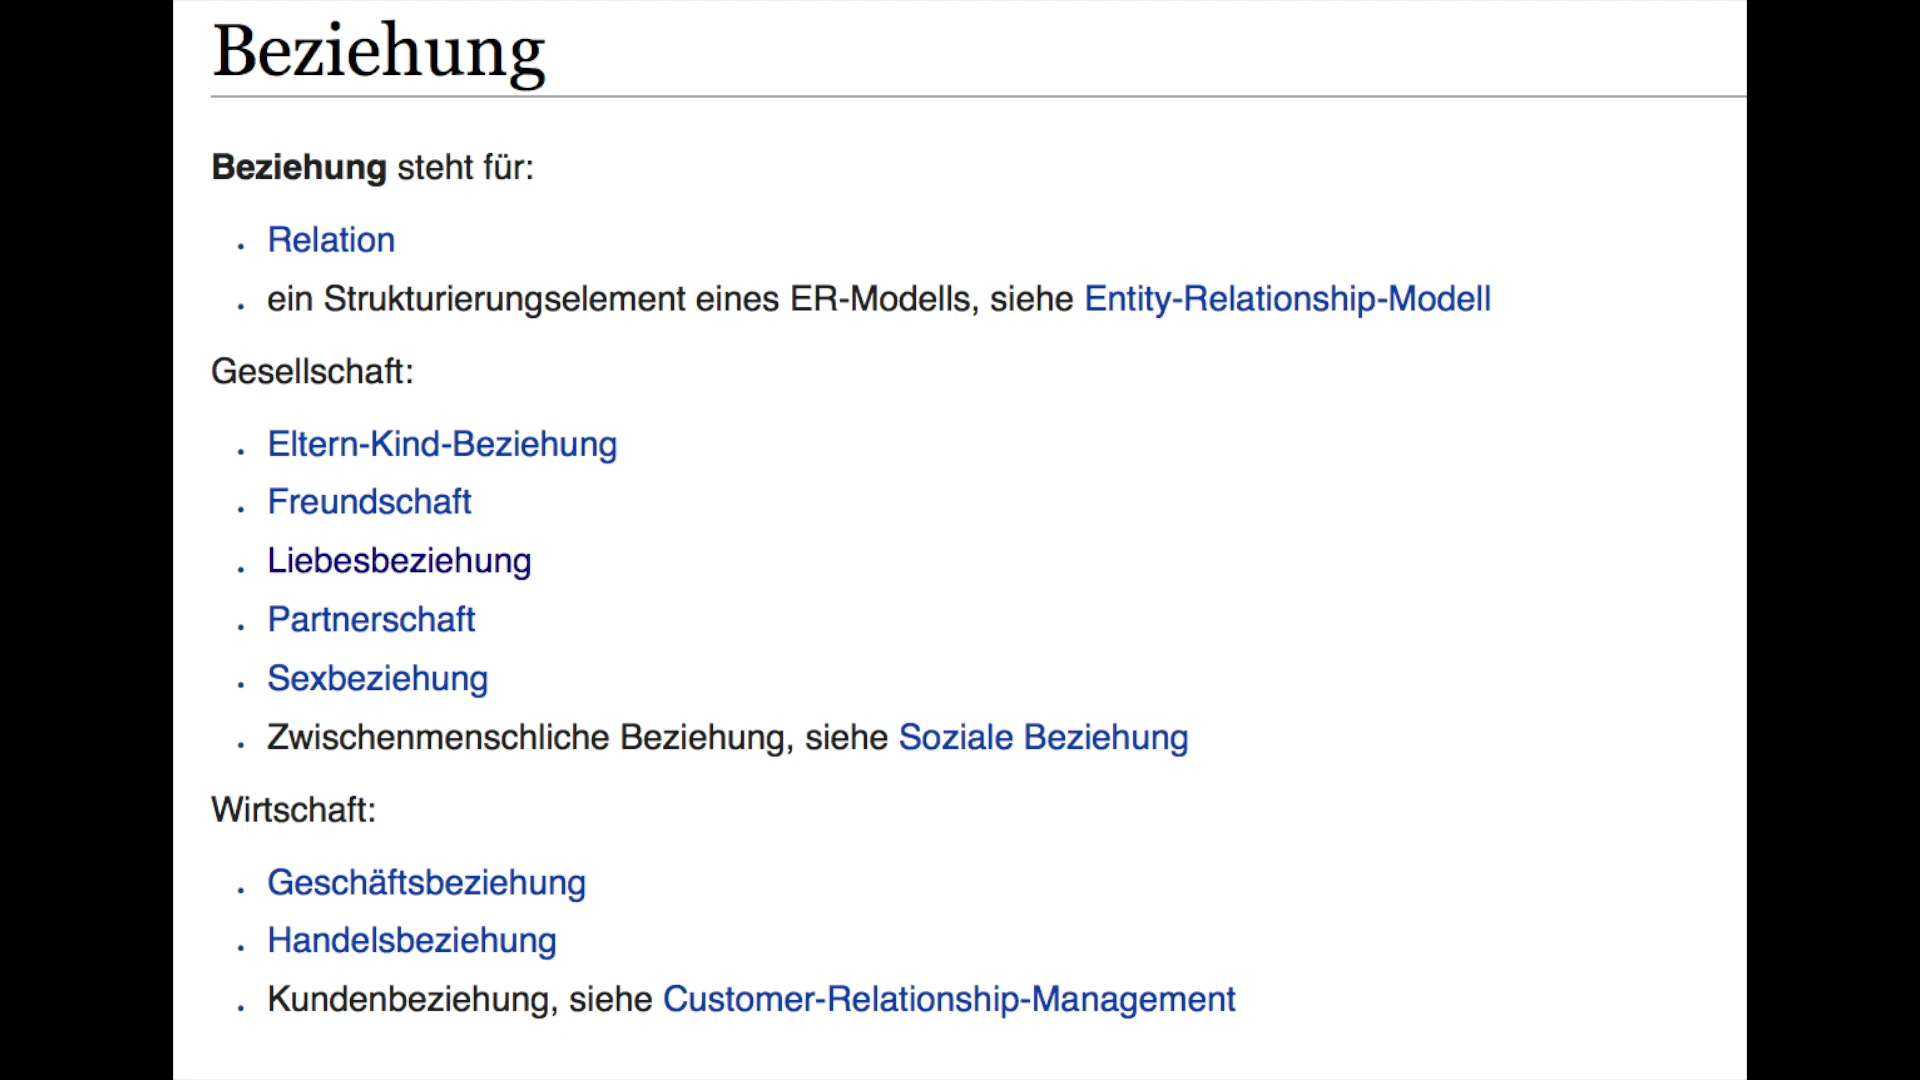 Beziehung
Beziehung steht für:
Relation
ein Strukturierungselement eines ER-Modells, siehe Entity-Relationship-Modell
Gesellschaft:
Eltern-Kind-Beziehung
Freundschaft
Liebesbeziehung
Partnerschaft
Sexbeziehung
Zwischenmenschliche Beziehung, siehe Soziale Beziehung
Wirtschaft:
Geschäftsbeziehung
Handelsbeziehung
Kundenbeziehung, siehe Customer-Relationship-Management